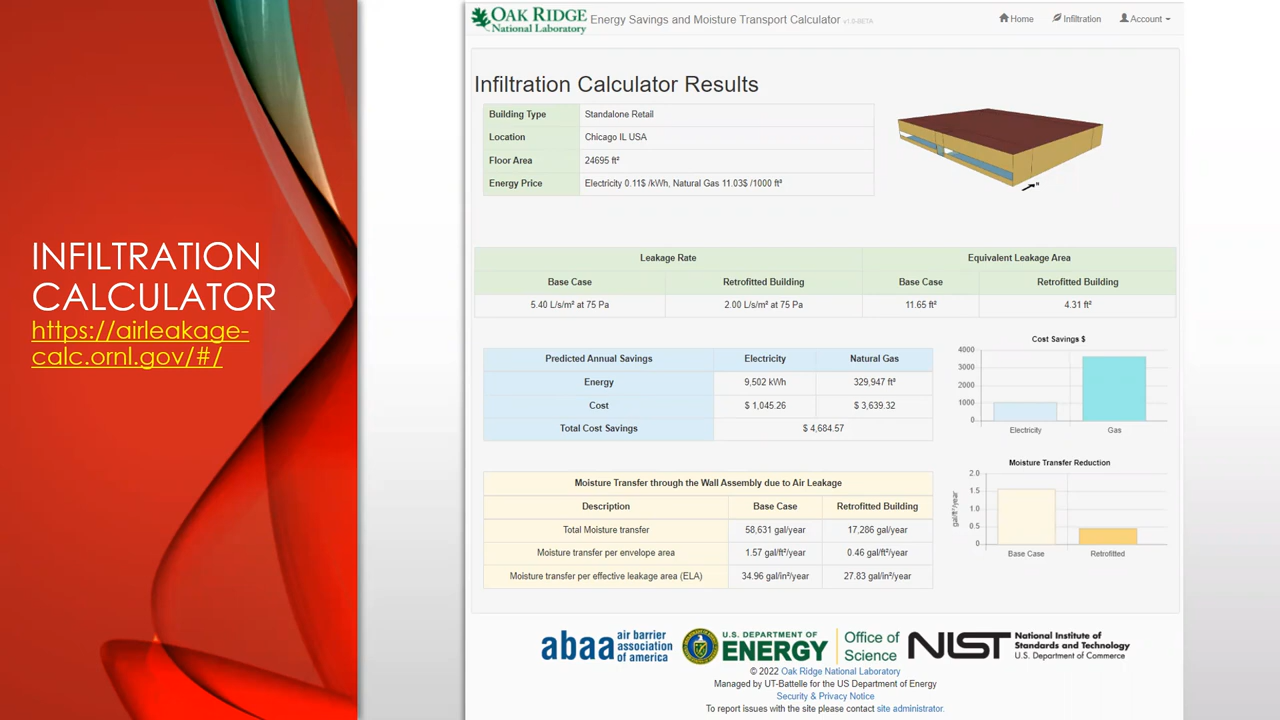 INFILTRATION
CALCULATOR
https://airleakage-
calc.ornl.gov/#/
OAK RIDGE
National Laboratory
Energy Savings and Moisture Transport Calculator v1.0-BETA
Home Infiltration Account
Infiltration Calculator Results
Building Type Standalone Retail
Location Chicago IL USA
Floor Area 24695 ft²
Energy Price Electricity 0.11$ /kWh, Natural Gas 11.03$ /1000 ft²
Leakage Rate Equivalent Leakage Area
Base Case Retrofitted Building Base Case Retrofitted Building
5.40 L/s/m² at 75 Pa 2.00 L/s/m² at 75 Pa 11.65 ft² 4.31 ft²
Predicted Annual Savings Electricity Natural Gas
Energy 9,502 kWh 329,947 ft²
Cost $ 1,045.26 $ 3,639.32
Total Cost Savings $ 4,684.57
Cost Savings $
4000
3000
2000
1000
0
Electricity Gas
Moisture Transfer through the Wall Assembly due to Air Leakage
Description Base Case Retrofitted Building
Total Moisture transfer 58,631 gal/year 17,286 gal/year
Moisture transfer per envelope area 1.57 gal/ft²/year 0.46 gal/ft²/year
Moisture transfer per effective leakage area (ELA) 34.96 gal/in²/year 27.83 gal/in²/year
Moisture Transfer Reduction
gal/ft²/year
2.0
1.5
1.0
0.5
0
Base Case Retrofitted
abaa air barrier
association
of america
U.S. DEPARTMENT OF
ENERGY
Office of
Science
NIST National Institute of
Standards and Technology
U.S. Department of Commerce
© 2022 Oak Ridge National Laboratory
Managed by UT-Battelle for the US Department of Energy
Security & Privacy Notice
To report issues with the site please contact site administrator.